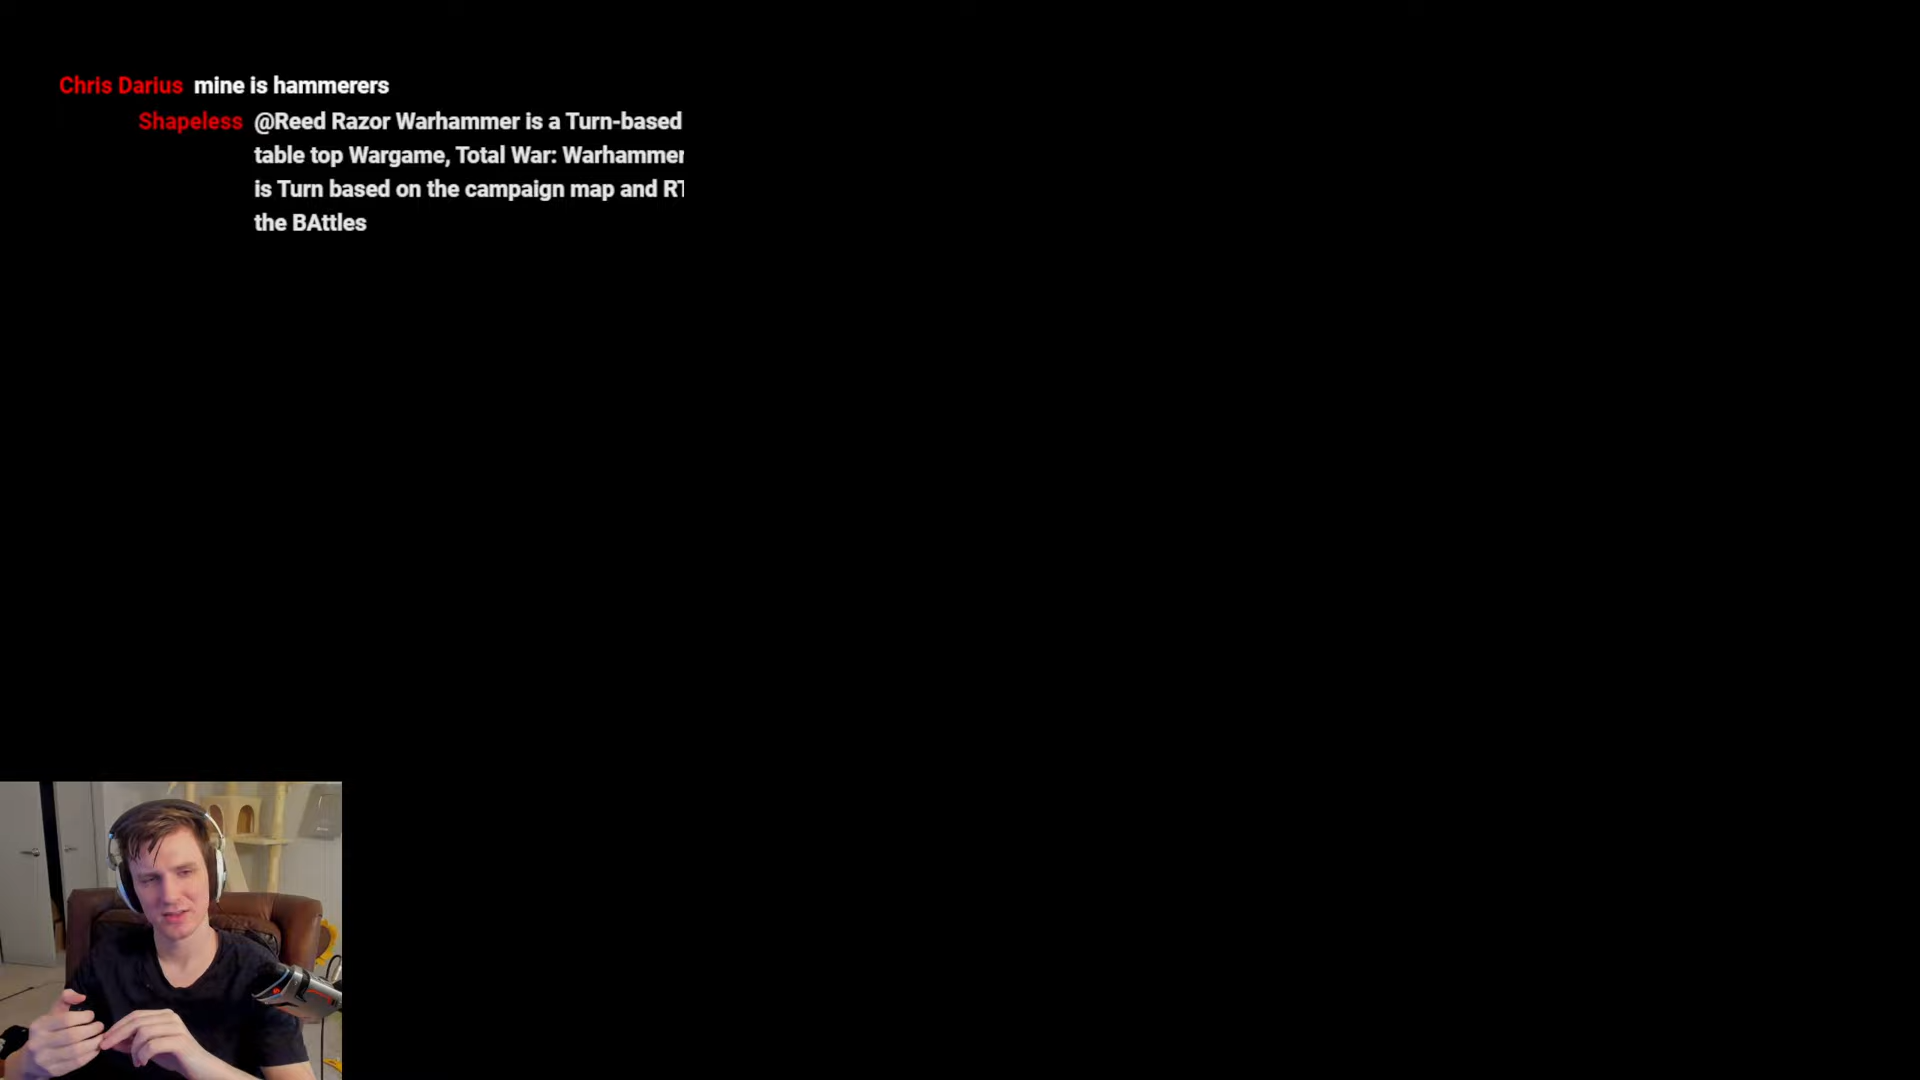 Chris Darius mine is hammerers
Shapeless @Reed Razor Warhammer is a Turn-based
table top Wargame, Total War: Warhammer
is Turn based on the campaign map and
the BAttles